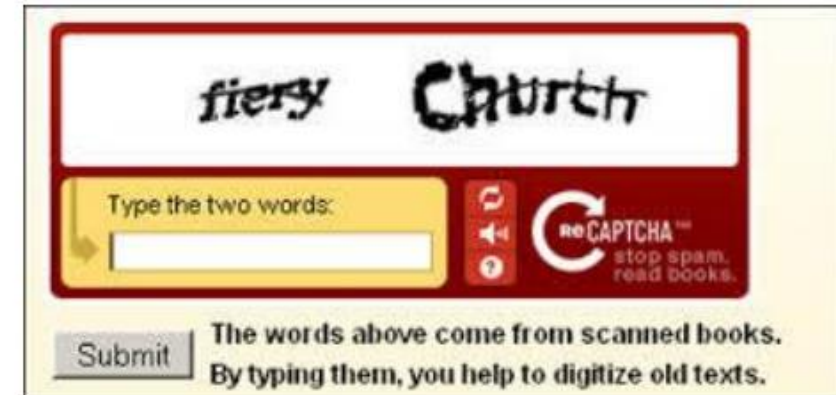 fiery Church
Type the two words:
reCAPTCHA™
stop spam.
read books.
Submit
The words above come from scanned books.
By typing them, you help to digitize old texts.